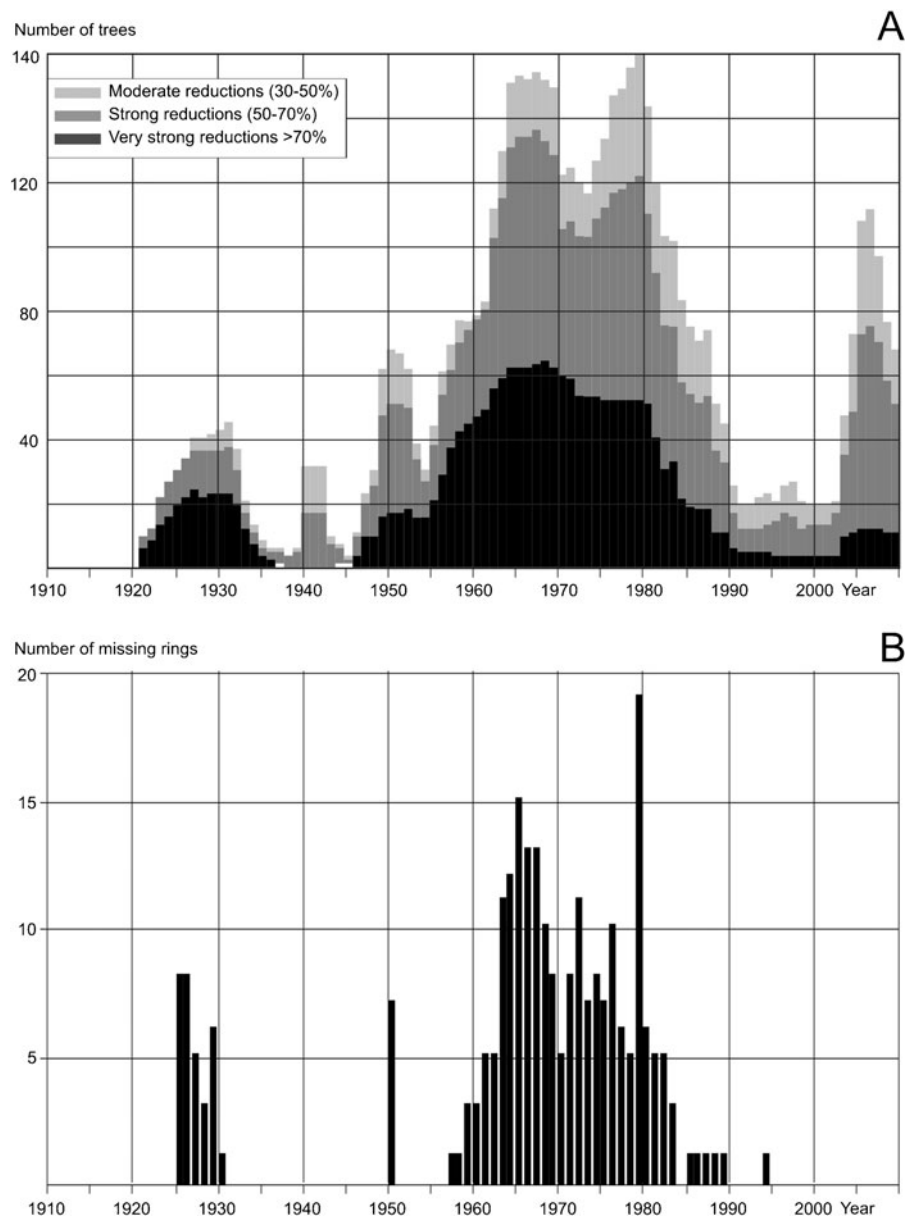 Number of trees
A
140
Moderate reductions (30-50%)
Strong reductions (50-70%)
Very strong reductions >70%
120
80
40
1910 1920 1930 1940 1950 1960 1970 1980 1990 2000 Year
Number of missing rings
B
20
15
10
5
1910 1920 1930 1940 1950 1960 1970 1980 1990 2000 Year